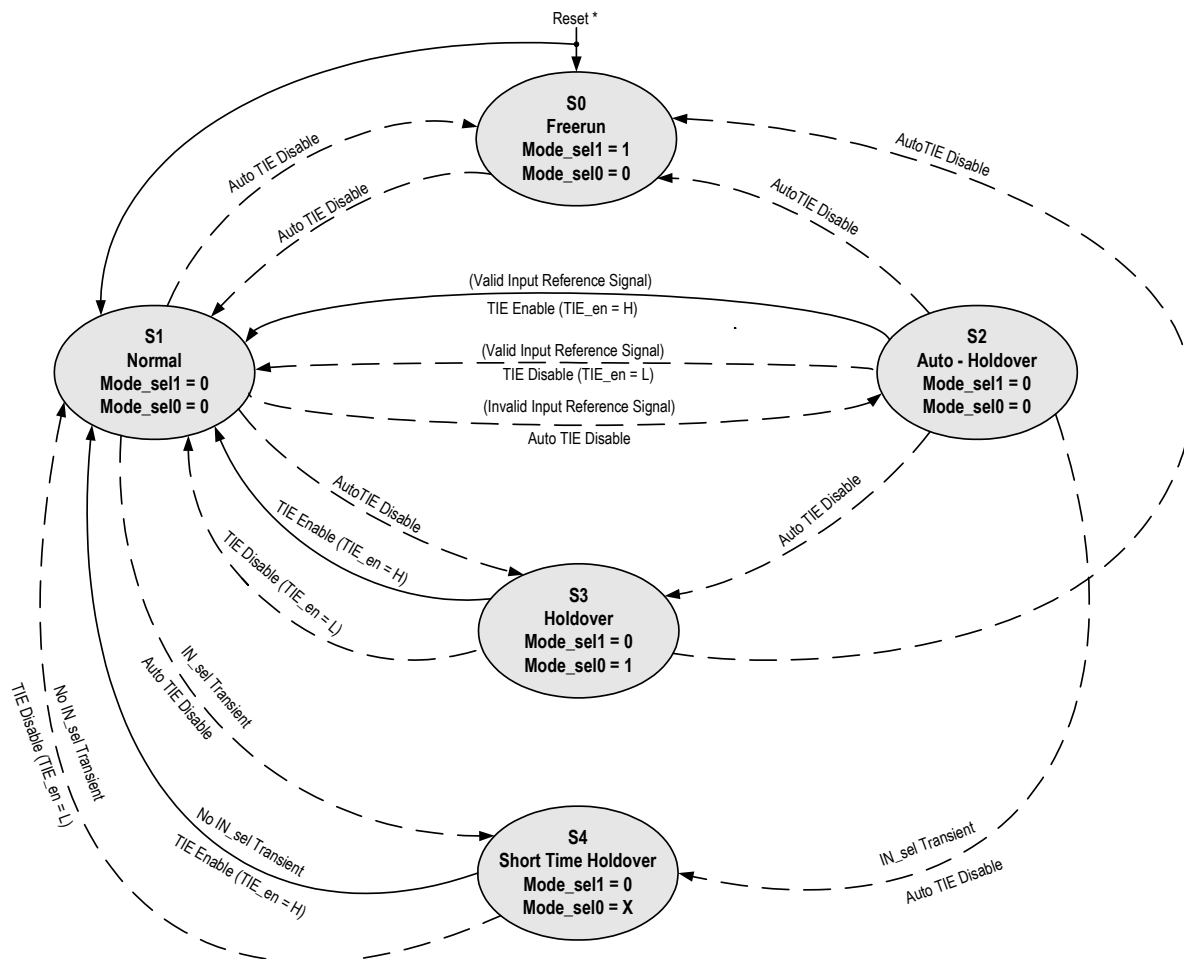 Reset *
S0
Freerun
Mode_sel1 = 1
Mode_sel0 = 0
Auto TIE Disable
Auto TIE Disable
AutoTIE Disable
AutoTIE Disable
(Valid Input Reference Signal)
TIE Enable (TIE_en = H)
S1
Normal
Mode_sel1 = 0
Mode_sel0 = 0
(Valid Input Reference Signal)
TIE Disable (TIE_en = L)
(Invalid Input Reference Signal)
Auto TIE Disable
S2
Auto - Holdover
Mode_sel1 = 0
Mode_sel0 = 0
AutoTIE Disable
TIE Enable (TIE_en = H)
TIE Disable (TIE_en = L)
Auto TIE Disable
S3
Holdover
Mode_sel1 = 0
Mode_sel0 = 1
IN_sel Transient
Auto TIE Disable
No IN_sel Transient
TIE Disable (TIE_en = L)
No IN_sel Transient
TIE Enable (TIE_en = H)
S4
Short Time Holdover
Mode_sel1 = 0
Mode_sel0 = X
IN_sel Transient
Auto TIE Disable